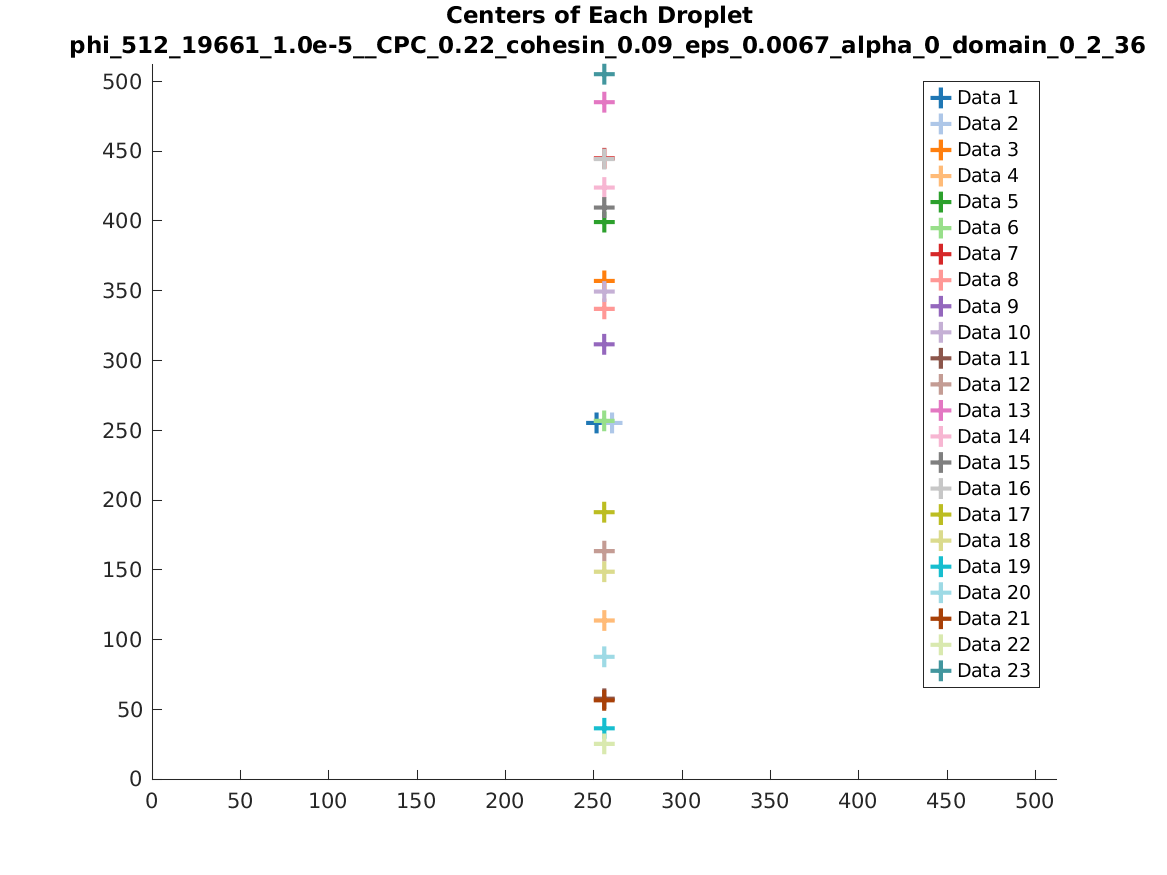 Centers of Each Droplet
phi_512_19661_1.0e-5__CPC_0.22_cohesin_0.09_eps_0.0067_alpha_0_domain_0_2_36
500
450
400
350
300
250
200
150
100
50
0
0 50 100 150 200 250 300 350 400 450 500
Data 1
Data 2
Data 3
Data 4
Data 5
Data 6
Data 7
Data 8
Data 9
Data 10
Data 11
Data 12
Data 13
Data 14
Data 15
Data 16
Data 17
Data 18
Data 19
Data 20
Data 21
Data 22
Data 23